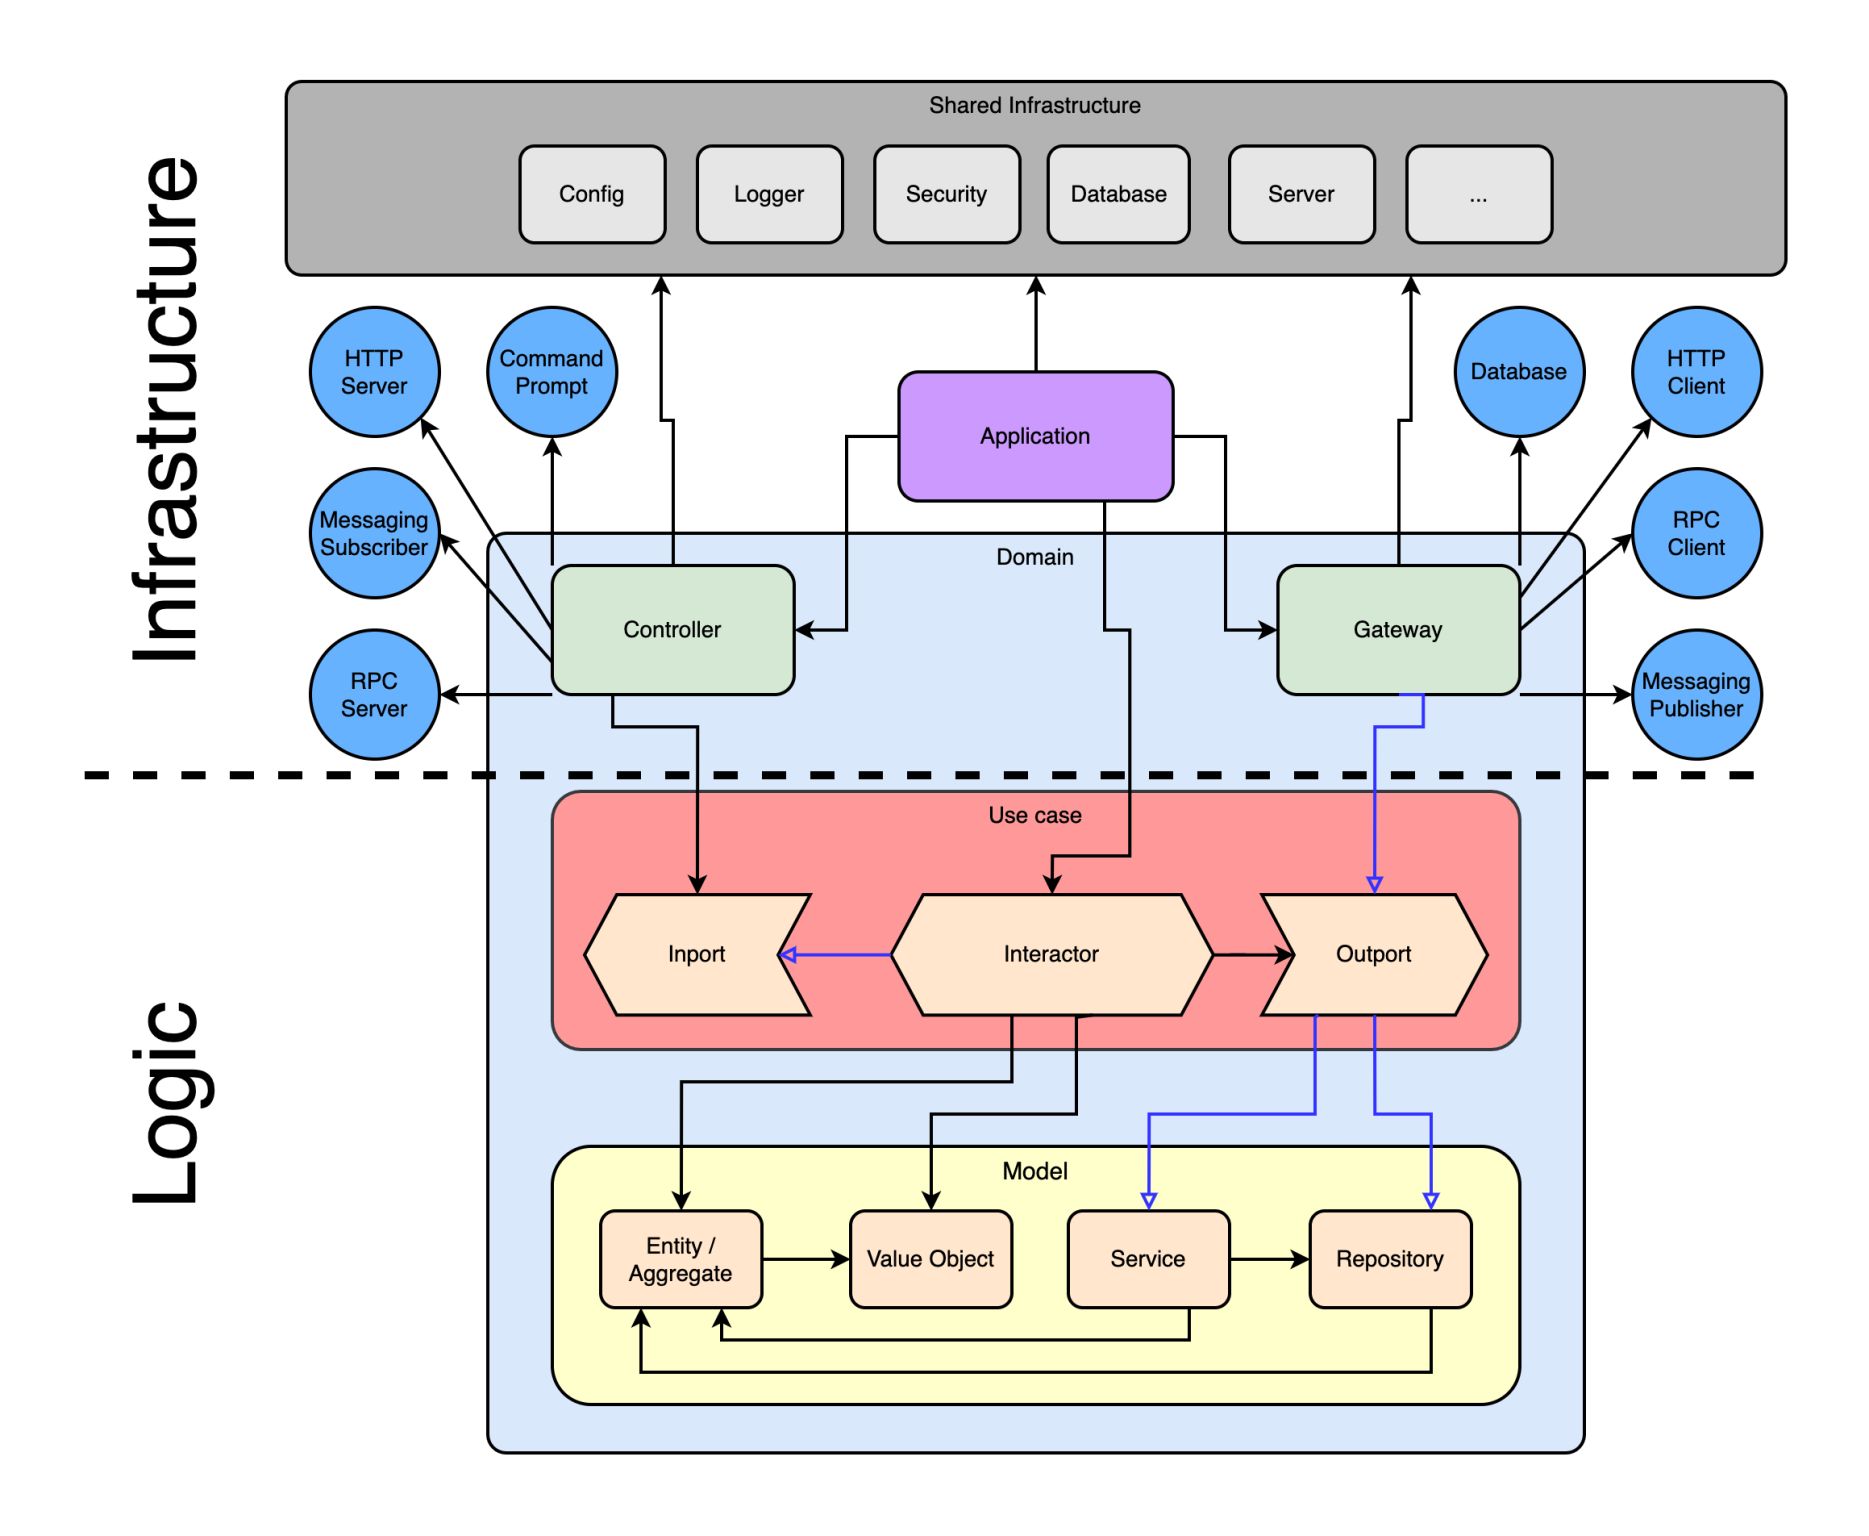 Infrastructure
Logic
Shared Infrastructure
Config
Logger
Security
Database
Server
...
HTTP
Server
Command
Prompt
Application
Database
HTTP
Client
Messaging
Subscriber
RPC
Client
Domain
Controller
Gateway
RPC
Server
Messaging
Publisher
Use case
Inport
Interactor
Outport
Model
Entity /
Aggregate
Value Object
Service
Repository